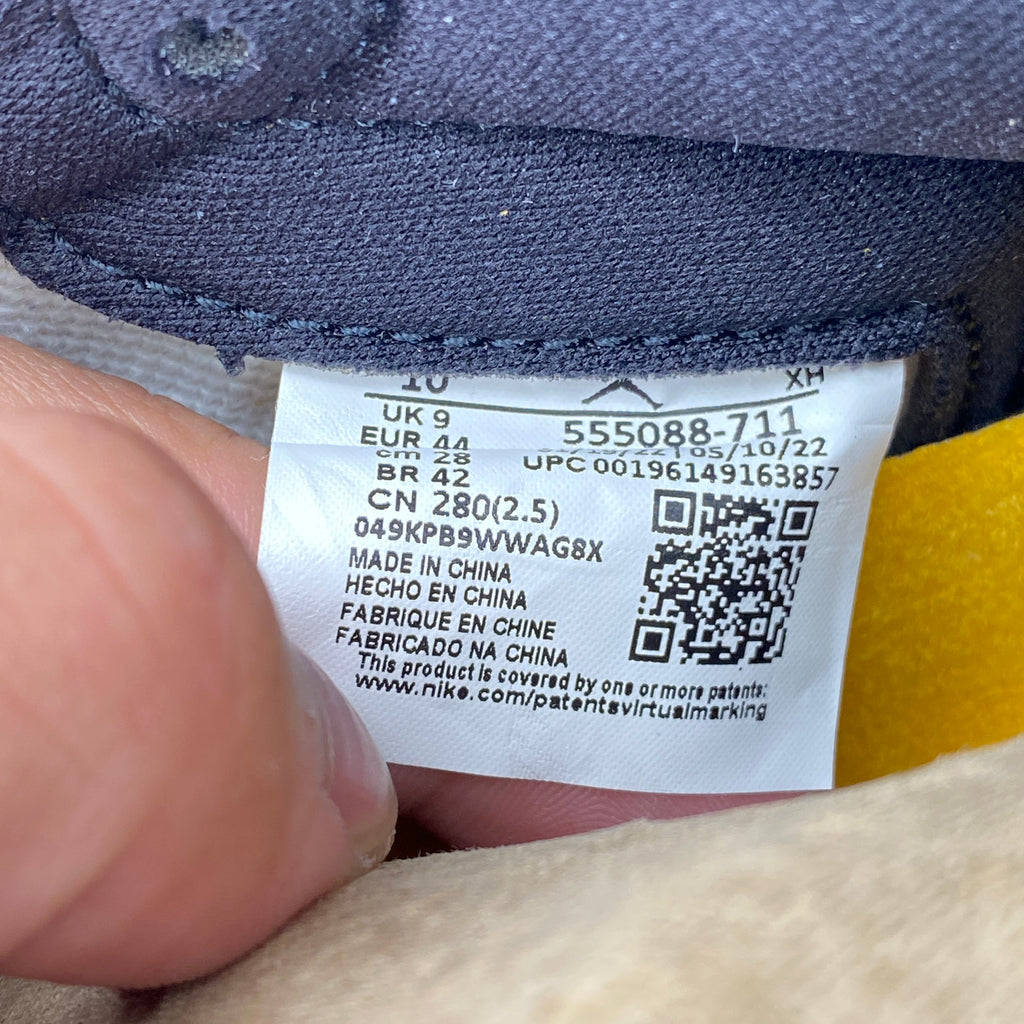 10
XH
UK 9
555088-711
EUR 44
05/10/22
cm 28
UPC 00196149163857
BR 42
CN 280(2.5)
049KPB9WWAG8X
MADE IN CHINA
HECHO EN CHINA
FABRIQUE EN CHINE
FABRICADO NA CHINA
This product is covered by one or more patents:
www.nike.com/patentsvirtualmarking